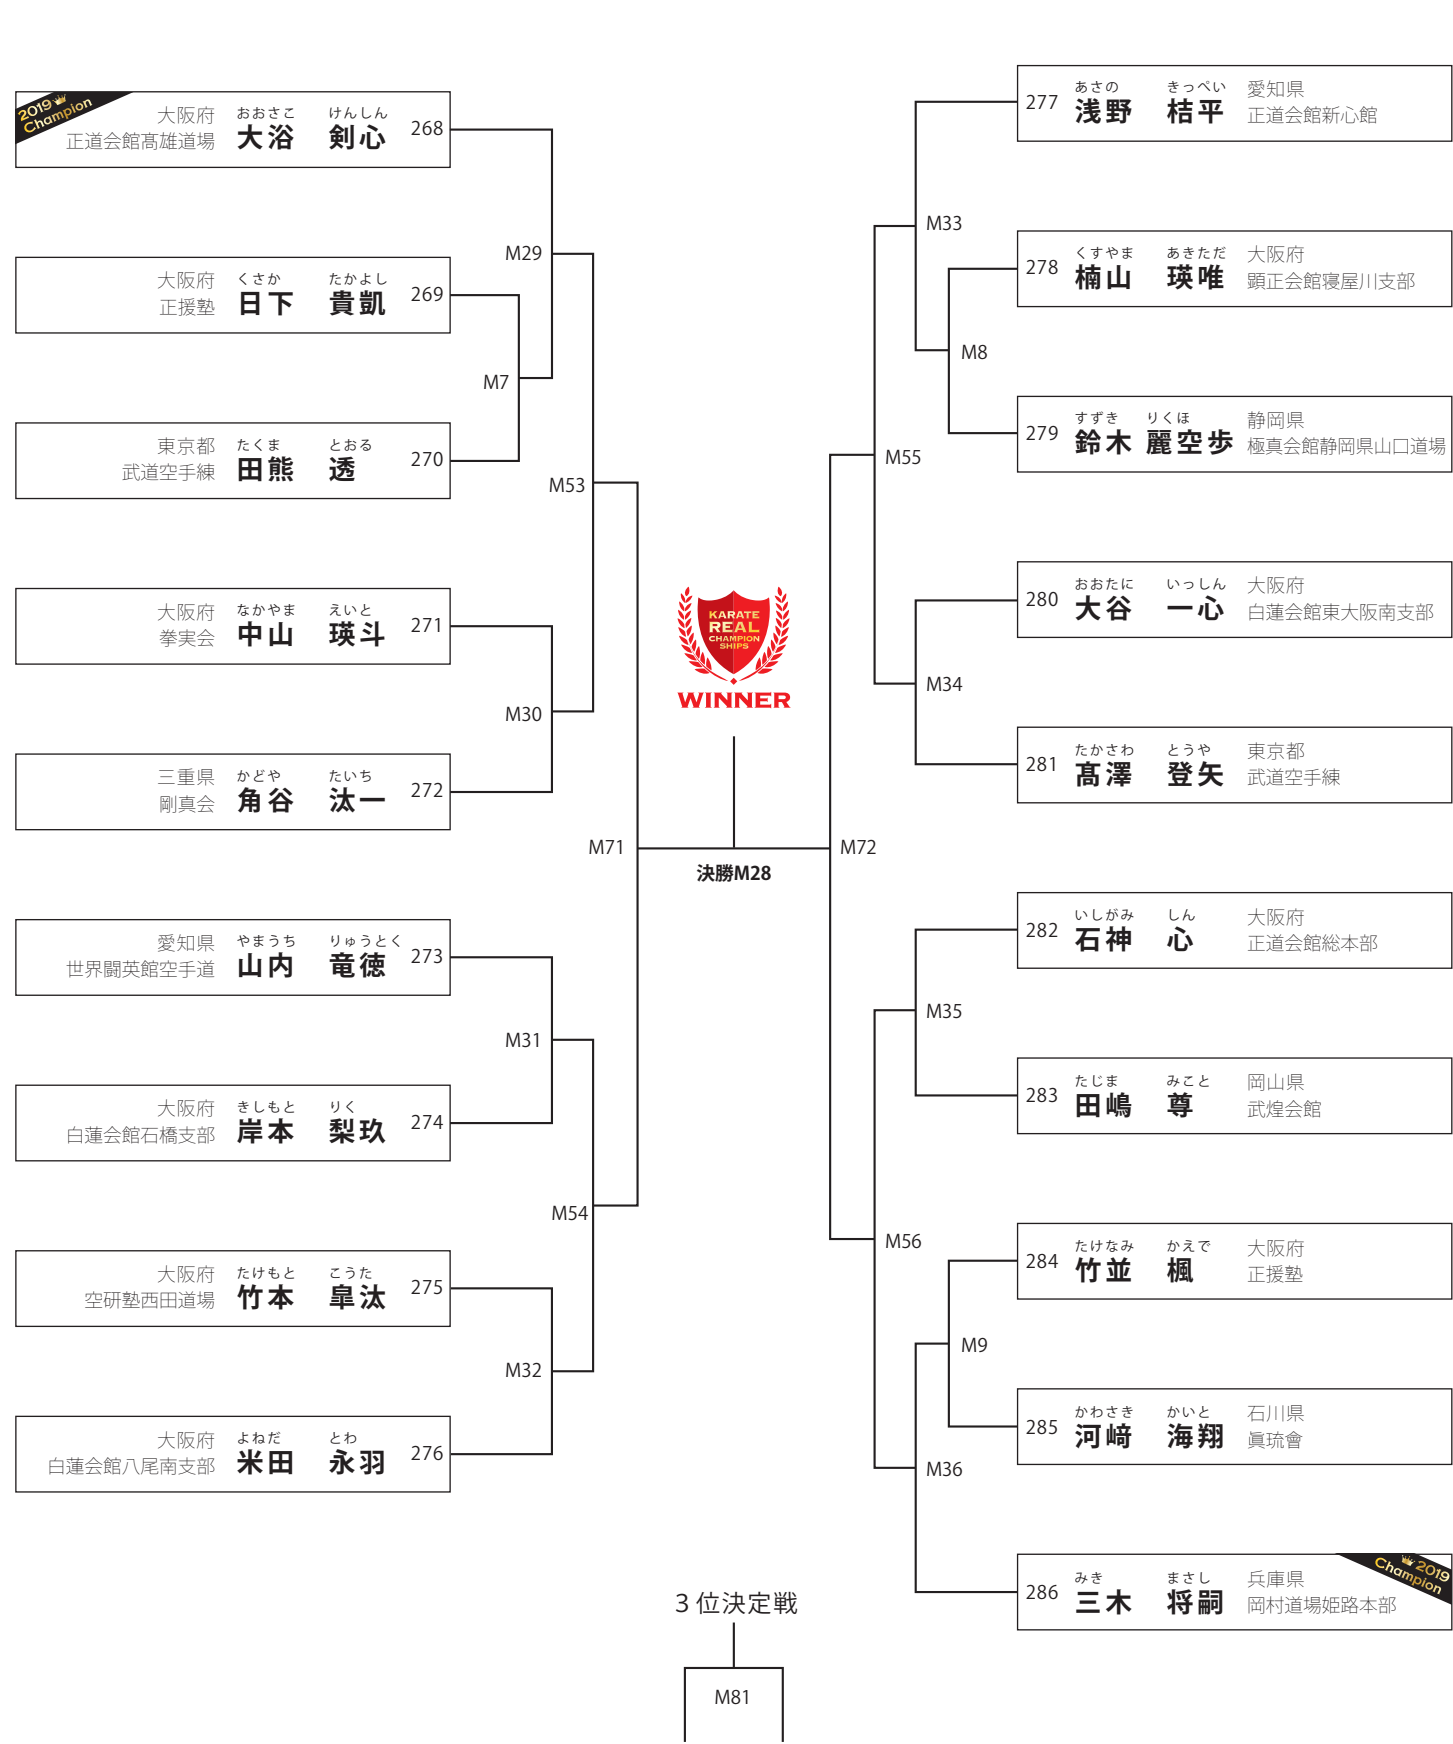 2019
Champion
大阪府
正道会館髙雄道場
おおさこ けんしん
大浴 剣心
268
大阪府
正援塾
くさか たかよし
日下 貴凱
269
東京都
武道空手練
たくま とおる
田熊 透
270
大阪府
拳実会
なかやま えいと
中山 瑛斗
271
三重県
剛真会
かどや たいち
角谷 汰一
272
愛知県
世界闘英館空手道
やまうち りゅうとく
山内 竜徳
273
大阪府
白蓮会館石橋支部
きしもと りく
岸本 梨玖
274
大阪府
空研塾西田道場
たけもと こうた
竹本 皐汰
275
大阪府
白蓮会館八尾南支部
よねだ とわ
米田 永羽
276
M29
M7
M53
M30
M71
M31
M54
M32
KARATE
REAL
CHAMPION
SHIPS
WINNER
決勝M28
M33
M8
M55
M34
M72
M35
M56
M9
M36
277
あさの きっぺい
浅野 桔平
愛知県
正道会館新心館
278
くすやま あきただ
楠山 瑛唯
大阪府
顕正会館寝屋川支部
279
すずき りくほ
鈴木 麗空歩
静岡県
極真会館静岡県山口道場
280
おおたに いっしん
大谷 一心
大阪府
白蓮会館東大阪南支部
281
たかさわ とうや
髙澤 登矢
東京都
武道空手練
282
いしがみ しん
石神 心
大阪府
正道会館総本部
283
たじま みこと
田嶋 尊
岡山県
武煌会館
284
たけなみ かえで
竹並 楓
大阪府
正援塾
285
かわさき かいと
河﨑 海翔
石川県
眞琉會
286
みき まさし
三木 将嗣
兵庫県
岡村道場姫路本部
2019
Champion
3 位決定戦
M81